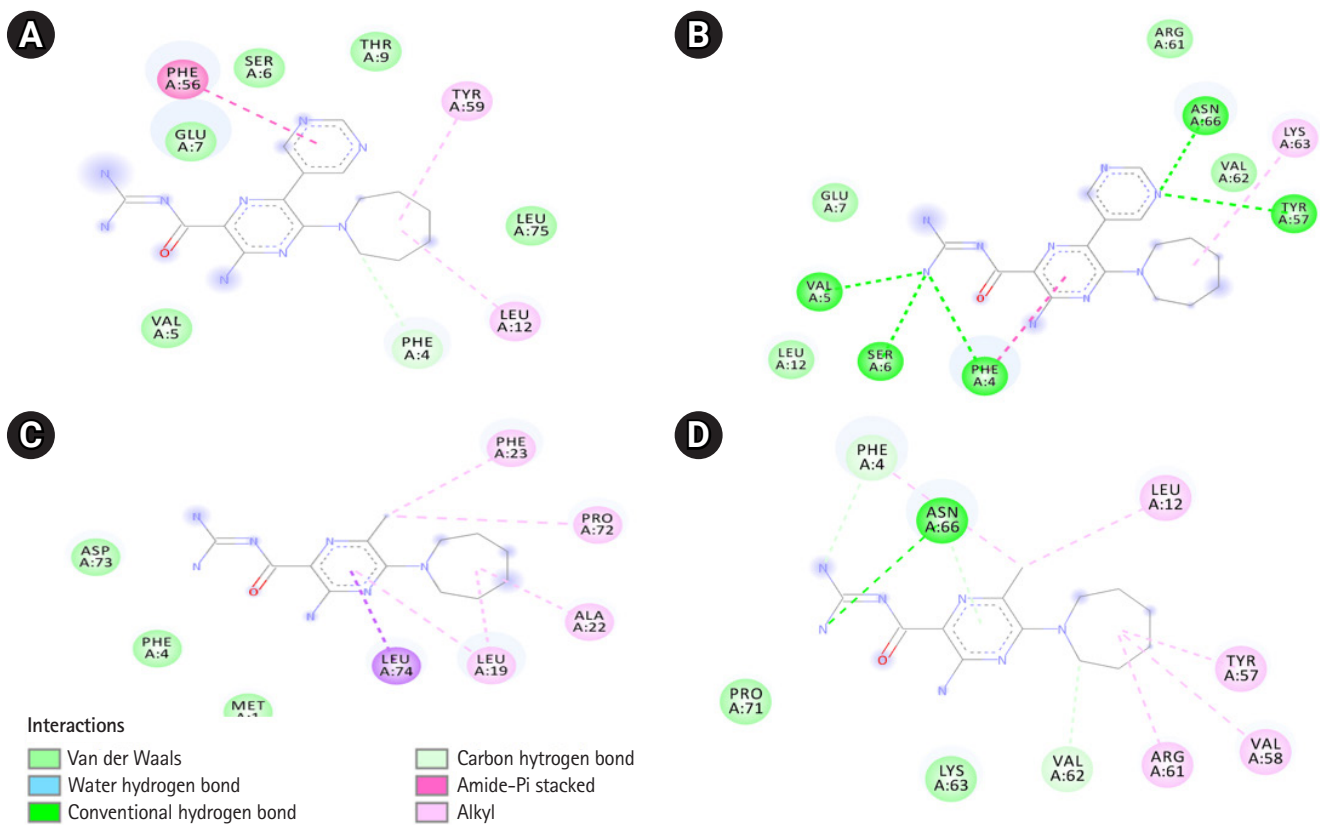 A
PHE
A:56
SER
A:6
THR
A:9
TYR
A:59
GLU
A:7
N
N
N
N
N
N
N
N
N
O
N
LEU
A:75
VAL
A:5
PHE
A:4
LEU
A:12
B
ARG
A:61
ASN
A:66
LYS
A:63
VAL
A:62
GLU
A:7
TYR
A:57
N
N
N
N
N
N
N
N
N
O
N
VAL
A:5
LEU
A:12
SER
A:6
PHE
A:4
C
PHE
A:23
PRO
A:72
ASP
A:73
N
N
N
N
N
N
O
N
ALA
A:22
PHE
A:4
LEU
A:74
LEU
A:19
MET
D
PHE
A:4
ASN
A:66
LEU
A:12
N
N
N
N
N
N
O
N
TYR
A:57
PRO
A:71
VAL
A:58
LYS
A:63
VAL
A:62
ARG
A:61
Interactions
Van der Waals
Water hydrogen bond
Conventional hydrogen bond
Carbon hytrogen bond
Amide-Pi stacked
Alkyl